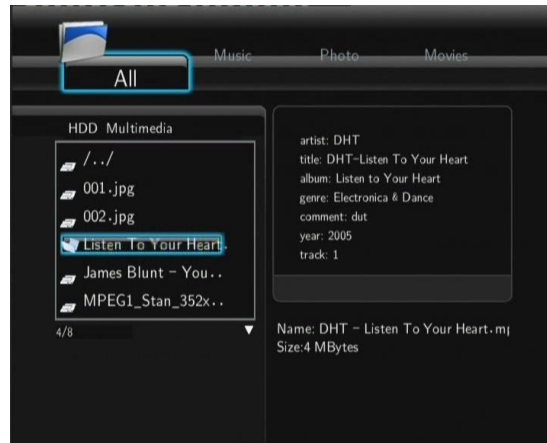 Music
Photo
Movies
All
HDD Multimedia
/../
001.jpg
002.jpg
Listen To Your Heart.
James Blunt - You..
MPEG1_Stan_352x..
4/8
artist: DHT
title: DHT-Listen To Your Heart
album: Listen to Your Heart
genre: Electronica & Dance
comment: dut
year: 2005
track: 1
Name: DHT - Listen To Your Heart.mp
Size:4 MBytes